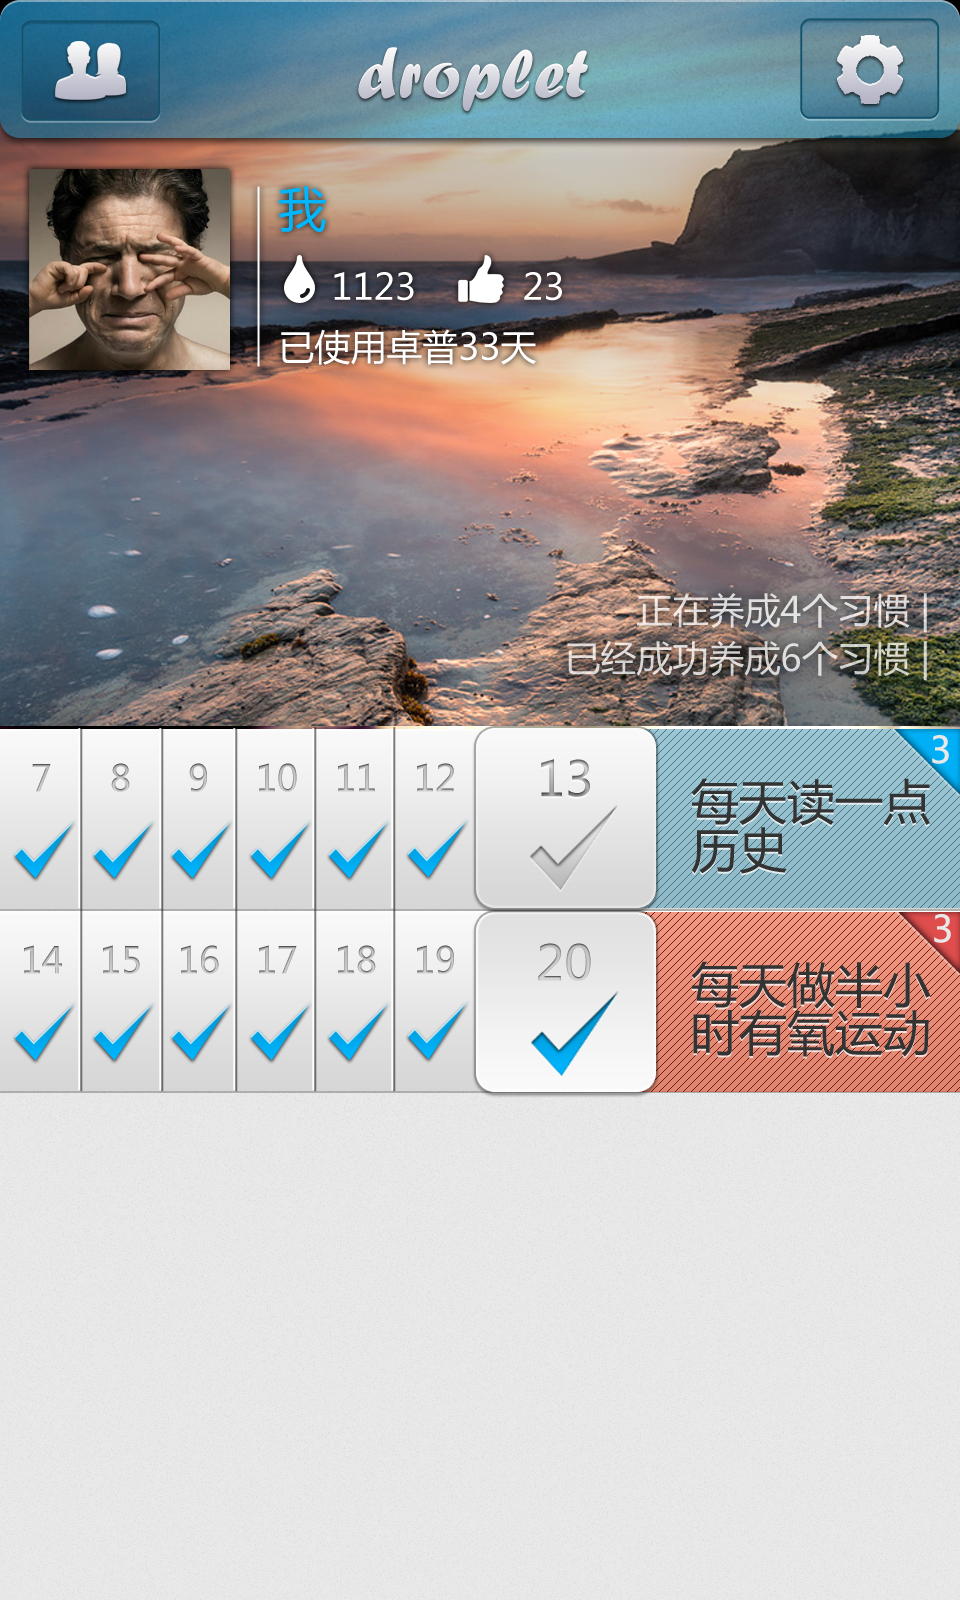 droplet
我
1123 23
已使用卓普33天
正在养成4个习惯
已经成功养成6个习惯
7 8 9 10 11 12 13
每天读一点
历史
3
14 15 16 17 18 19 20
每天做半小
时有氧运动
3